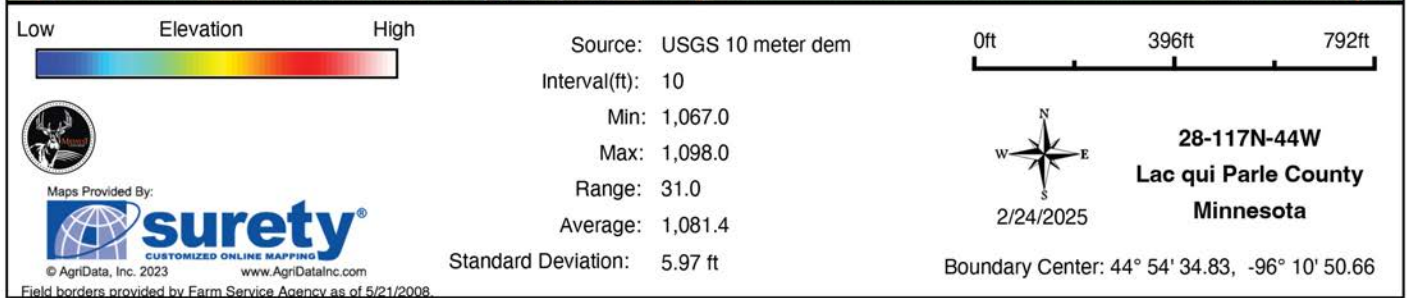 Low Elevation High
Maps Provided By:
surety®
CUSTOMIZED ONLINE MAPPING
© AgriData, Inc. 2023 www.AgriDataInc.com
Field borders provided by Farm Service Agency as of 5/21/2008.
Source: USGS 10 meter dem
Interval(ft): 10
Min: 1,067.0
Max: 1,098.0
Range: 31.0
Average: 1,081.4
Standard Deviation: 5.97 ft
0ft 396ft 792ft
N
W E
S
2/24/2025
28-117N-44W
Lac qui Parle County
Minnesota
Boundary Center: 44° 54' 34.83, -96° 10' 50.66